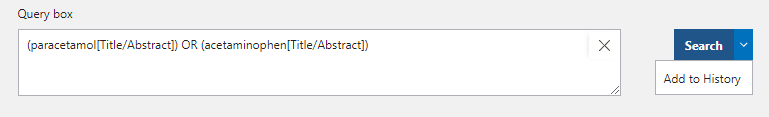 Query box
(paracetamol[Title/Abstract]) OR (acetaminophen[Title/Abstract])
Search
Add to History